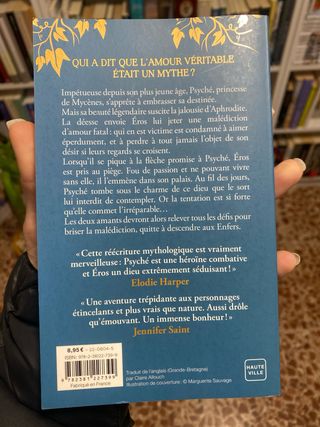 QUI A DIT QUE L'AMOUR VÉRITABLE
ÉTAIT UN MYTHE ?
Impétueuse depuis son plus jeune âge, Psyché, princesse
de Mycènes, s'apprête à embrasser sa destinée.
Mais sa beauté légendaire suscite la jalousie d'Aphrodite.
La déesse envoie Éros lui jeter une malédiction
d'amour fatal : qui en est victime est condamné à aimer
éperdument, et à perdre à tout jamais l'objet de son
désir si leurs regards se croisent.
Lorsqu'il se pique à la flèche promise à Psyché, Éros
est pris au piège. Fou de passion et ne pouvant vivre
sans elle, il l'emmène dans son palais. Au fil des jours,
Psyché tombe sous le charme de ce dieu que le sort
lui interdit de contempler. Or la tentation est si forte
qu'elle commet l'irréparable…
Les deux amants devront alors relever tous les défis pour
briser la malédiction, quitte à descendre aux Enfers.
« Cette réécriture mythologique est vraiment
merveilleuse : Psyché est une héroïne combative
et Éros un dieu extrêmement séduisant ! »
Elodie Harper
« Une aventure trépidante aux personnages
étincelants et plus vrais que nature. Aussi drôle
qu'émouvant. Un immense bonheur ! »
Jennifer Saint
8,95 €
ISBN : 978-2-38122-739-9
9 782381 227399
Fabriqué en France
Traduit de l'anglais (Grande-Bretagne)
par Claire Allouch
Illustration de couverture : © Marguerite Sauvage
HAUTE
VILLE